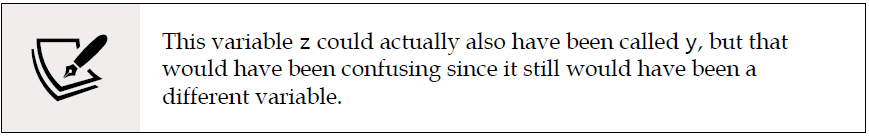 This variable z could actually also have been called y, but that
would have been confusing since it still would have been a
different variable.